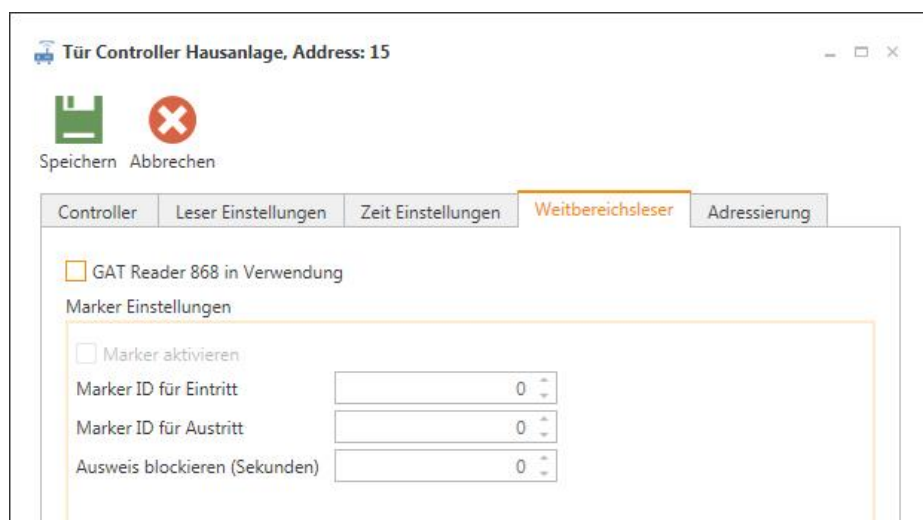 Tür Controller Hausanlage, Address: 15
Speichern Abbrechen
Controller Leser Einstellungen Zeit Einstellungen Weitbereichsleser Adressierung
GAT Reader 868 in Verwendung
Marker Einstellungen
Marker aktivieren
Marker ID für Eintritt 0
Marker ID für Austritt 0
Ausweis blockieren (Sekunden) 0